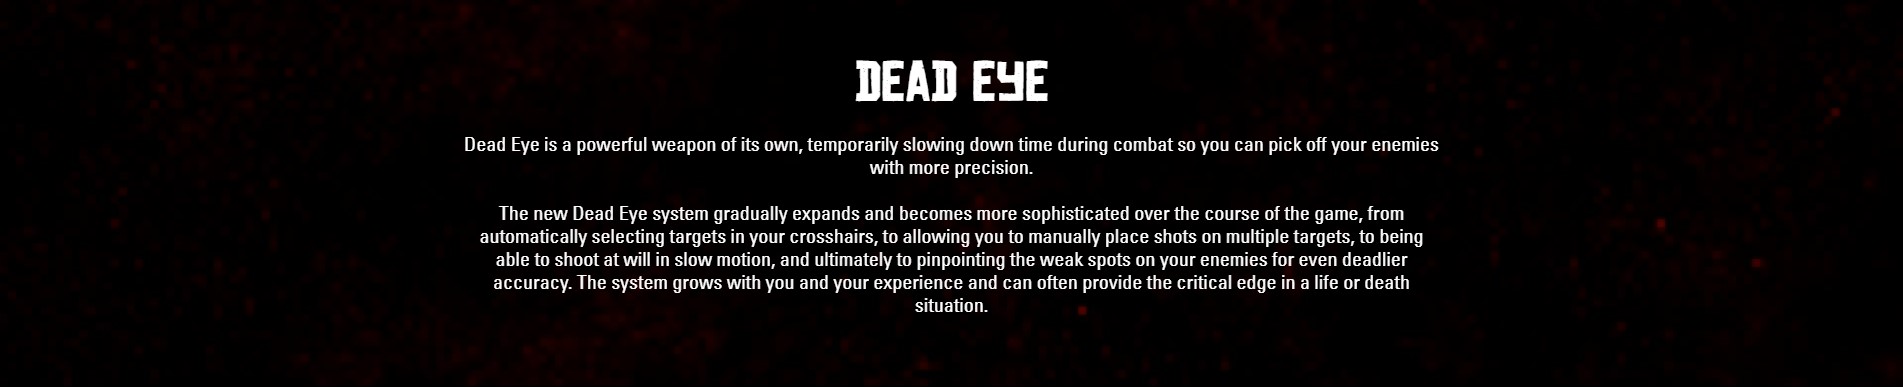 DEAD EYE
Dead Eye is a powerful weapon of its own, temporarily slowing down time during combat so you can pick off your enemies
with more precision.
The new Dead Eye system gradually expands and becomes more sophisticated over the course of the game, from
automatically selecting targets in your crosshairs, to allowing you to manually place shots on multiple targets, to being
able to shoot at will in slow motion, and ultimately to pinpointing the weak spots on your enemies for even deadlier
accuracy. The system grows with you and your experience and can often provide the critical edge in a life or death
situation.